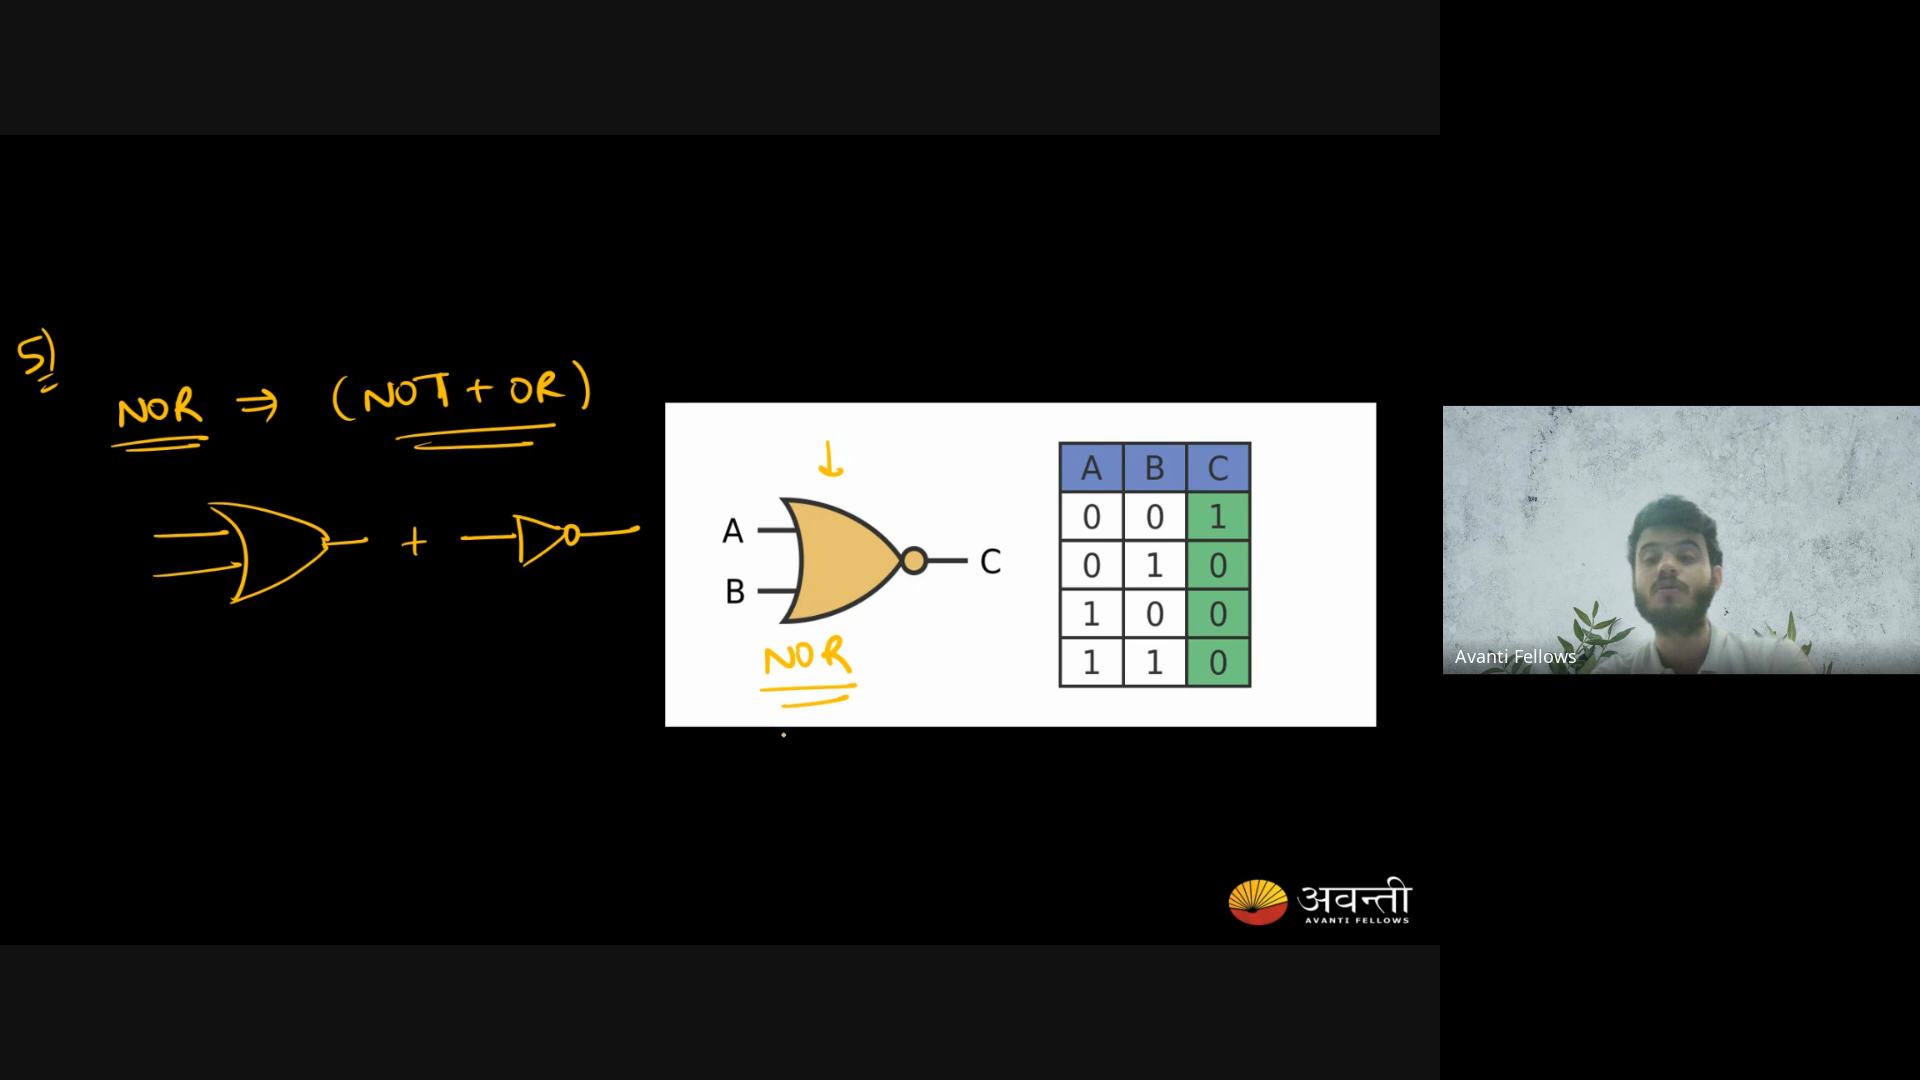 5)
NOR ⇒ (NOT + OR)
+
A
B
C
NOR
A B C
0 0 1
0 1 0
1 0 0
1 1 0
Avanti Fellows
अवन्ती
AVANTI FELLOWS